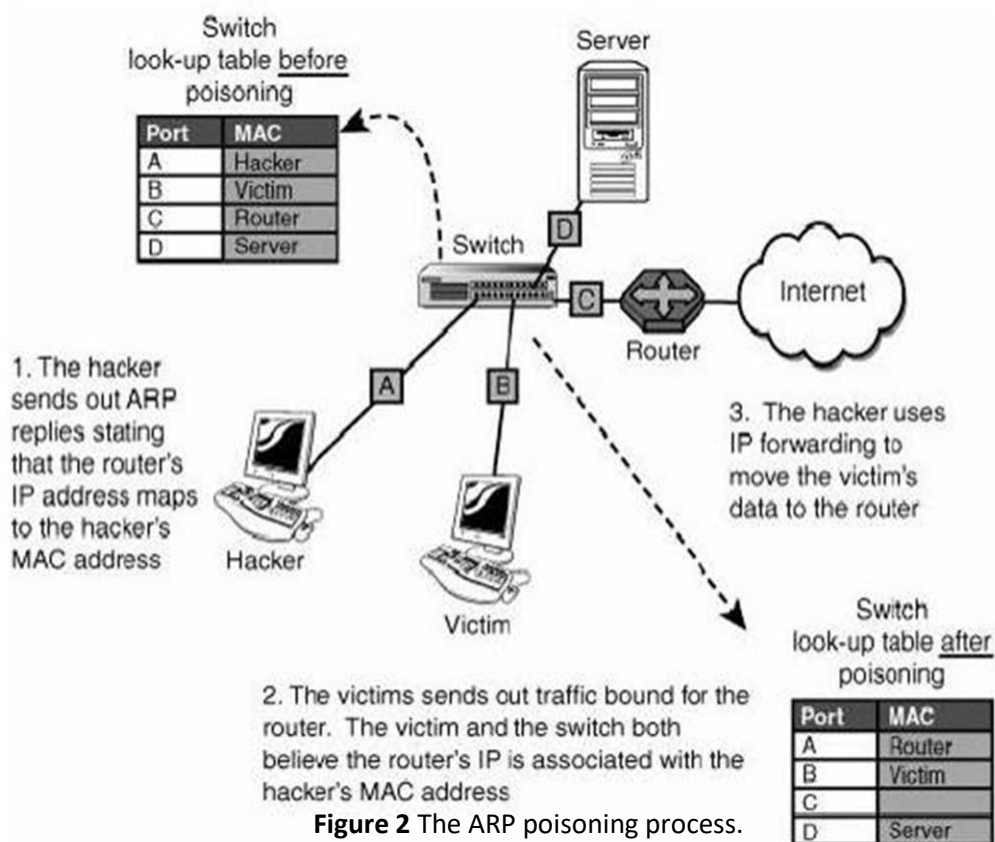 Switch
look-up table before
poisoning
Port MAC
A Hacker
B Victim
C Router
D Server
Server
D
Switch
C
Router
Internet
A
B
1. The hacker
sends out ARP
replies stating
that the router's
IP address maps
to the hacker's
MAC address
Hacker
Victim
3. The hacker uses
IP forwarding to
move the victim's
data to the router
2. The victims sends out traffic bound for the
router. The victim and the switch both
believe the router's IP is associated with the
hacker's MAC address
Switch
look-up table after
poisoning
Port MAC
A Router
B Victim
C
D Server
Figure 2 The ARP poisoning process.